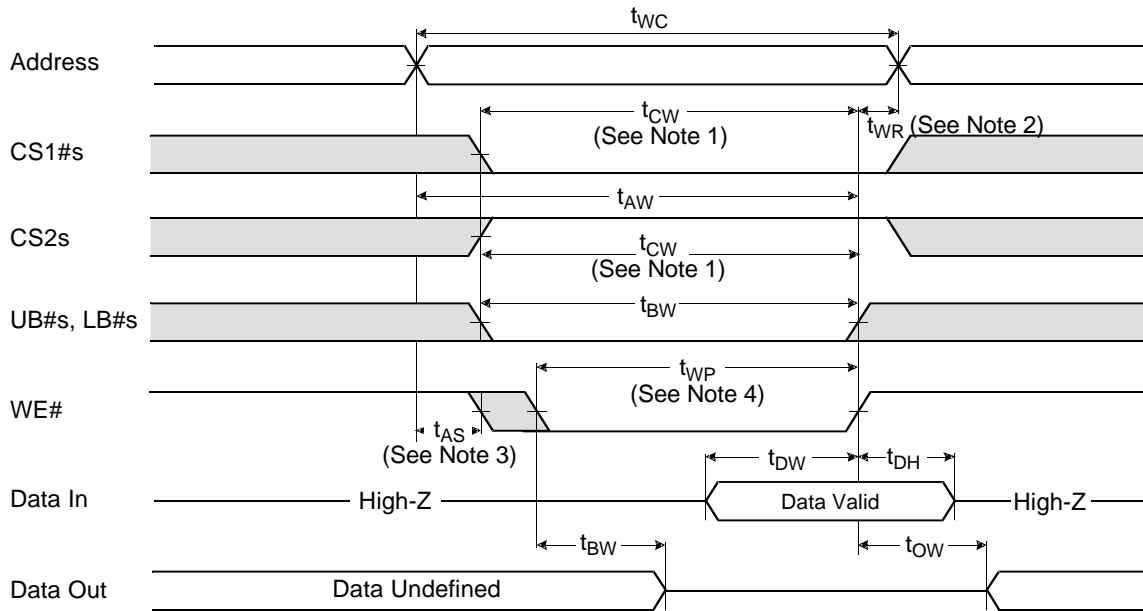 tWC
Address
tCW
(See Note 1)
tWR (See Note 2)
CS1#s
tAW
CS2s
tCW
(See Note 1)
tBW
UB#s, LB#s
tWP
(See Note 4)
WE#
tAS
(See Note 3)
tDW
tDH
Data In
High-Z
Data Valid
High-Z
tBW
tOW
Data Out
Data Undefined